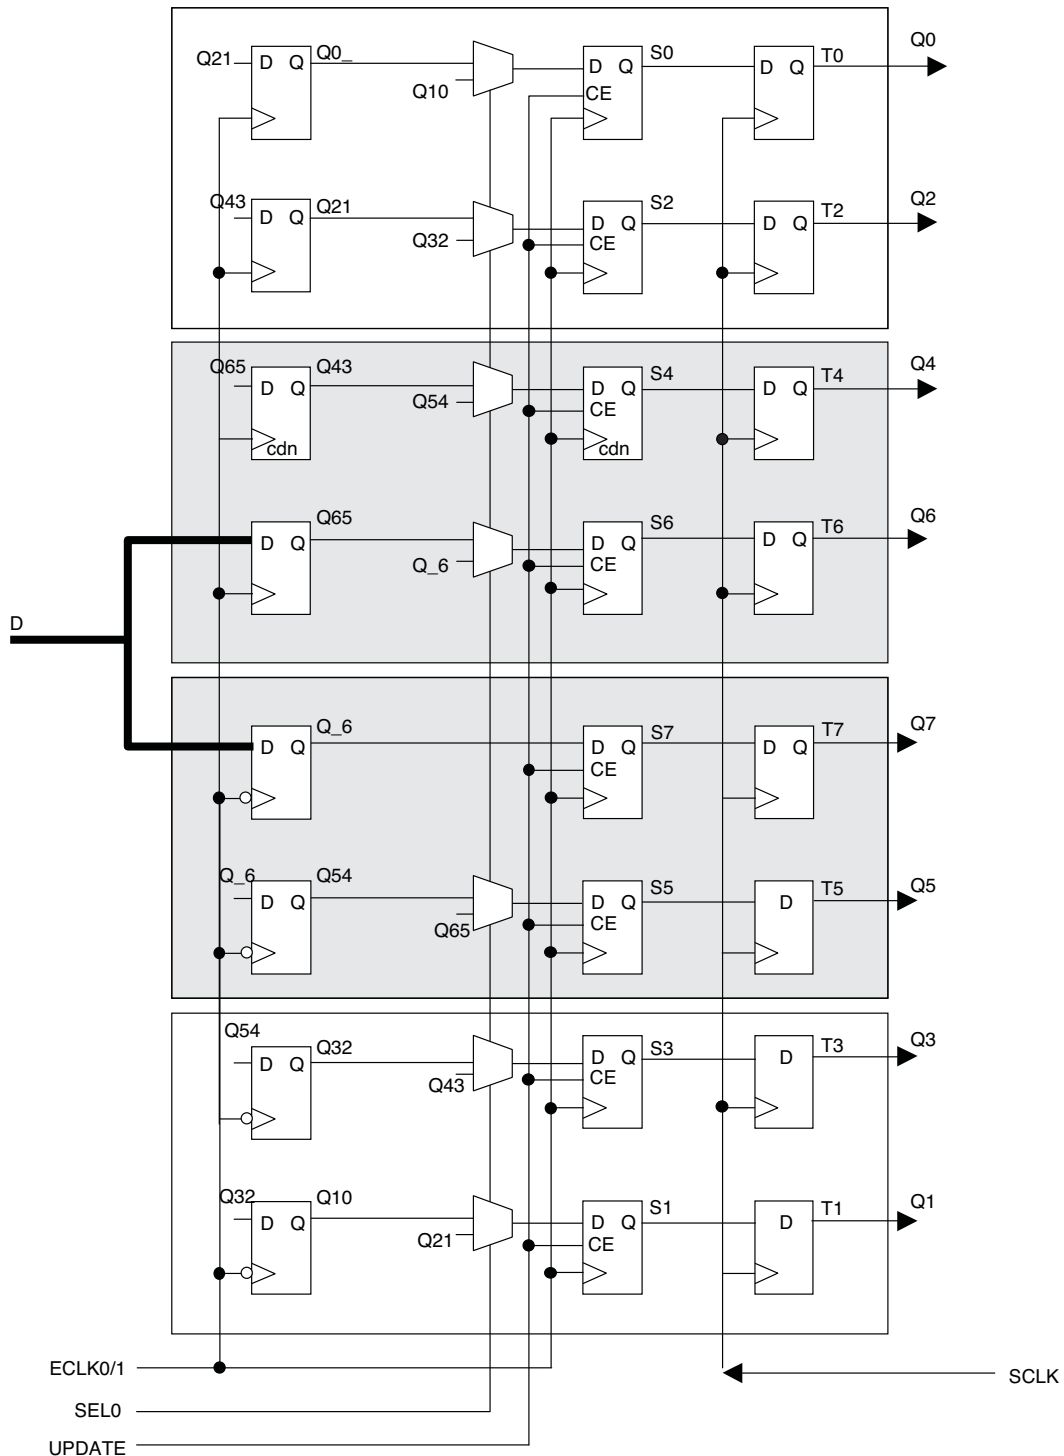 Q0
Q21 D Q Q0_ D Q S0 D Q T0
Q10 CE
Q2
Q43 D Q Q21 D Q S2 D Q T2
Q32 CE
Q4
Q65 D Q Q43 D Q S4 D Q T4
Q54 CE
cdn cdn
Q6
D Q Q65 D Q S6 D Q T6
Q_6 CE
D
Q7
D Q Q_6 D Q S7 D Q T7
CE
Q5
Q_6 D Q Q54 D Q S5 D T5
Q65 CE
Q3
Q54 D Q Q32 D Q S3 D T3
Q43 CE
Q1
Q32 D Q Q10 D Q S1 D T1
Q21 CE
ECLK0/1
SCLK
SEL0
UPDATE